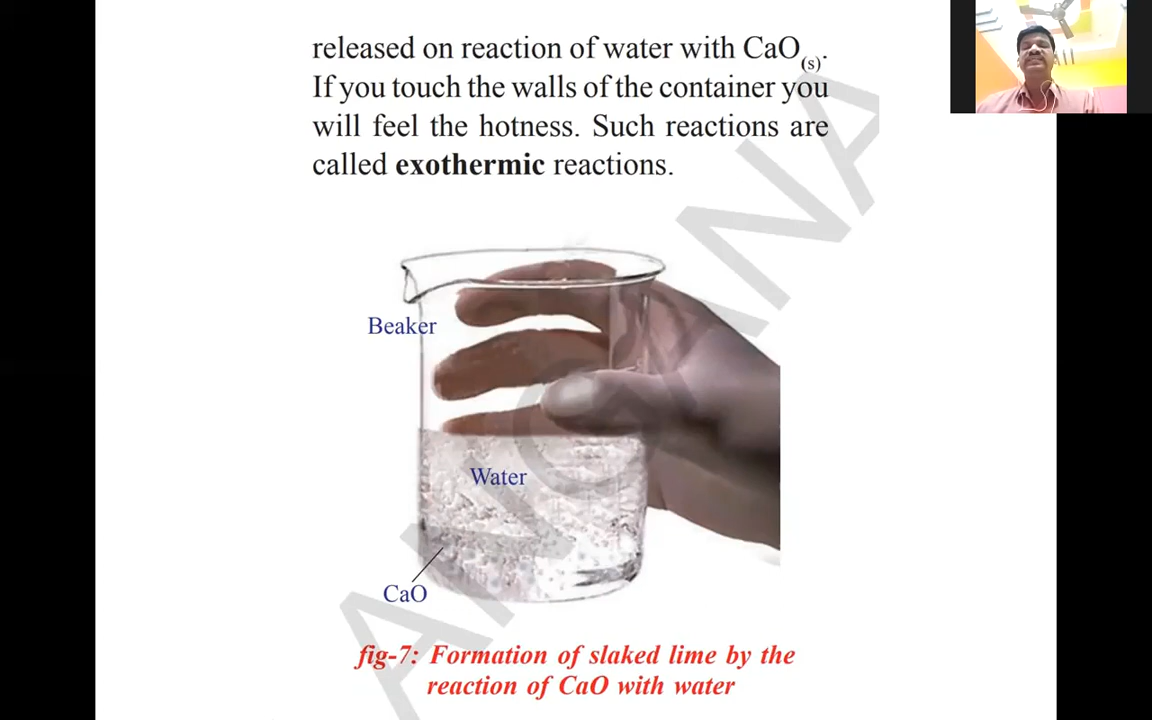 released on reaction of water with CaO(s).
If you touch the walls of the container you
will feel the hotness. Such reactions are
called exothermic reactions.
Beaker
Water
CaO
fig-7: Formation of slaked lime by the
reaction of CaO with water